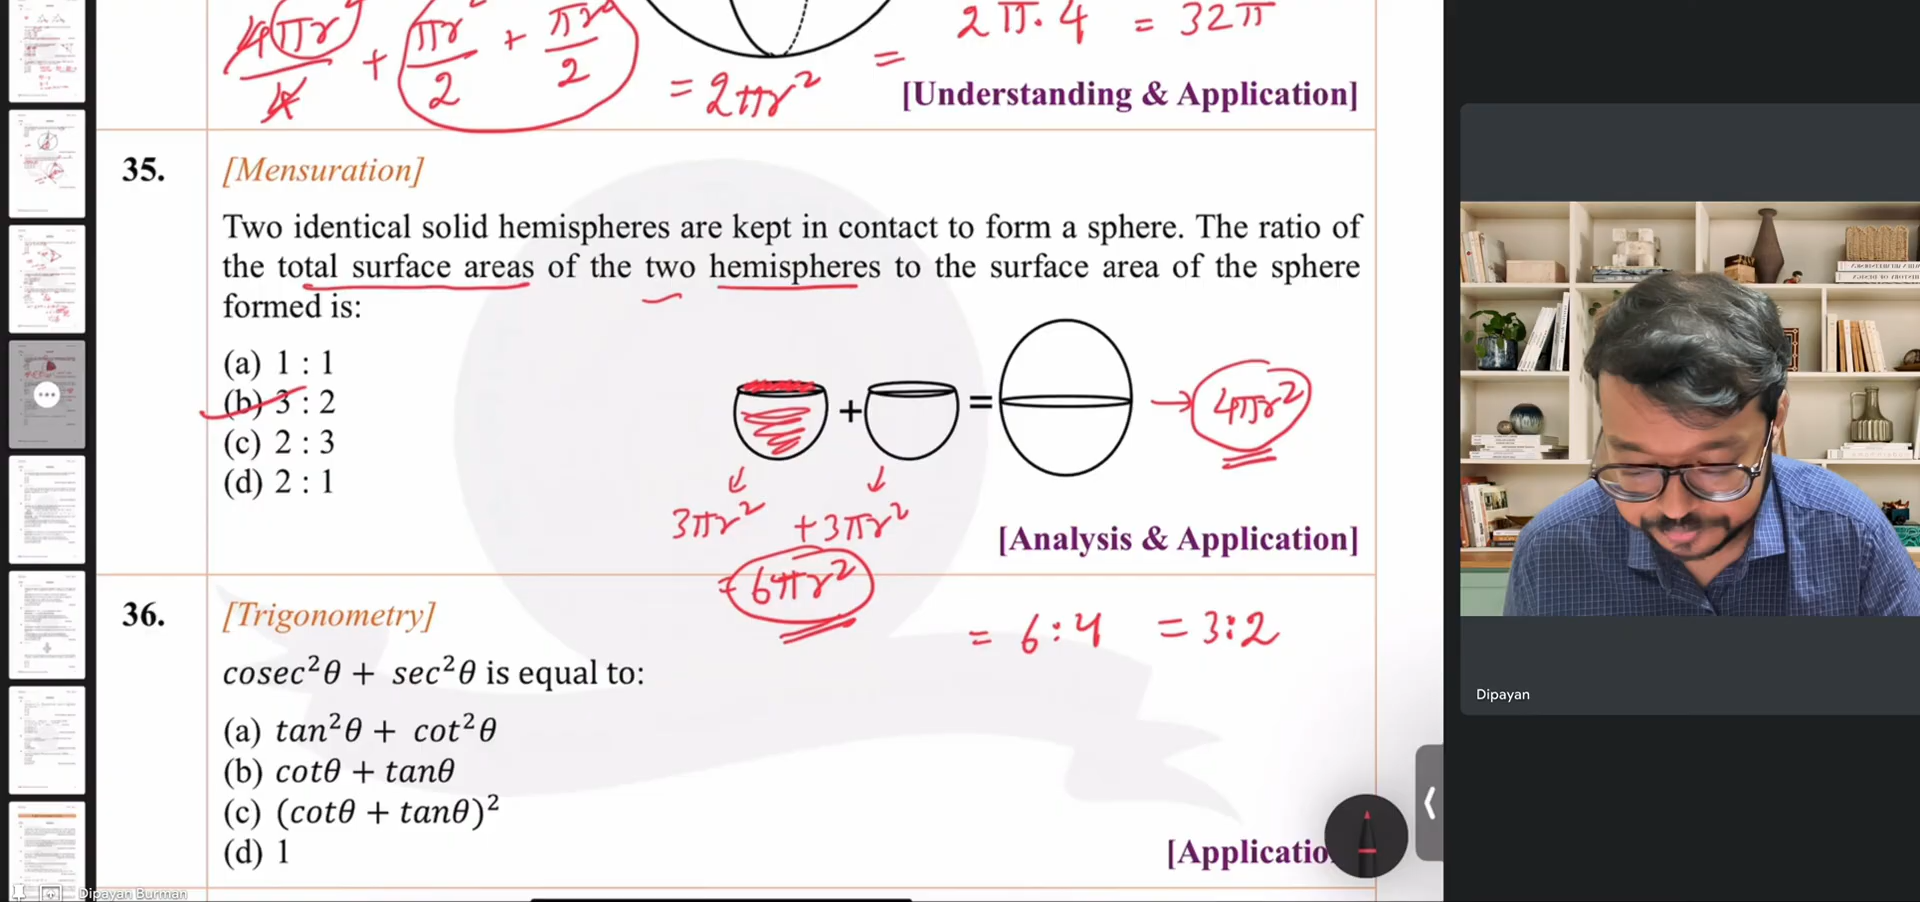 4πr² + πr² + πr²
4 2 2
= 2πr²
= 2π·4 = 32π
[Understanding & Application]
35.
[Mensuration]
Two identical solid hemispheres are kept in contact to form a sphere. The ratio of
the total surface areas of the two hemispheres to the surface area of the sphere
formed is:
(a) 1 : 1
(b) 3 : 2
(c) 2 : 3
(d) 2 : 1
+ = → 4πr²
3πr² + 3πr²
= 6πr²
[Analysis & Application]
= 6:4 = 3:2
36.
[Trigonometry]
cosec²θ + sec²θ is equal to:
(a) tan²θ + cot²θ
(b) cotθ + tanθ
(c) (cotθ + tanθ)²
(d) 1
[Applicatio
Dipayan Burman
Dipayan